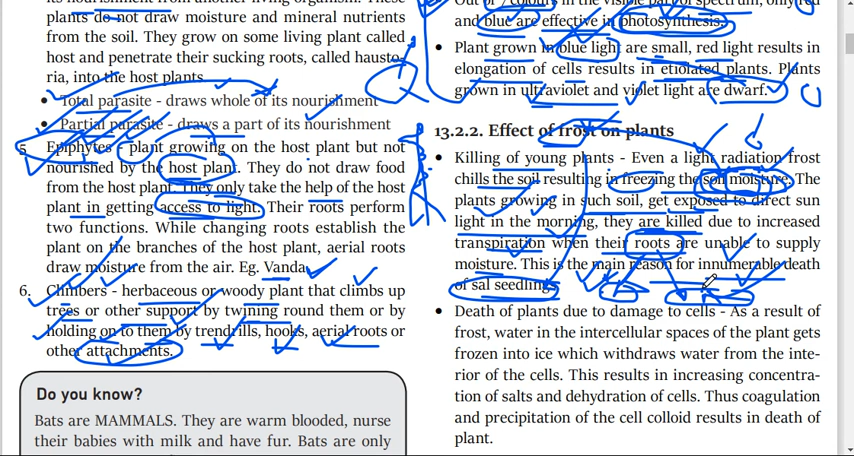 plants do not draw moisture and mineral nutrients
from the soil. They grow on some living plant called
host and penetrate their sucking roots, called hausto-
ria, into the host plants.
• Total parasite - draws whole of its nourishment
• Partial parasite - draws a part of its nourishment
5. Epiphytes - plant growing on the host plant but not
nourished by the host plant. They do not draw food
from the host plant. They only take the help of the host
plant in getting access to light. Their roots perform
two functions. While changing roots establish the
plant on the branches of the host plant, aerial roots
draw moisture from the air. Eg. Vanda
6. Climbers - herbaceous or woody plant that climbs up
trees or other support by twining round them or by
holding on to them by trendrills, hooks, aerial roots or
other attachments.
Do you know?
Bats are MAMMALS. They are warm blooded, nurse
their babies with milk and have fur. Bats are only
and blue are effective in photosynthesis.
• Plant grown in blue light are small, red light results in
elongation of cells results in etiolated plants. Plants
grown in ultraviolet and violet light are dwarf.
13.2.2. Effect of frost on plants
• Killing of young plants - Even a light radiation frost
chills the soil resulting in freezing the soil moisture. The
plants growing in such soil, get exposed to direct sun
light in the morning, they are killed due to increased
transpiration when their roots are unable to supply
moisture. This is the main reason for innumerable death
of sal seedlings.
• Death of plants due to damage to cells - As a result of
frost, water in the intercellular spaces of the plant gets
frozen into ice which withdraws water from the inte-
rior of the cells. This results in increasing concentra-
tion of salts and dehydration of cells. Thus coagulation
and precipitation of the cell colloid results in death of
plant.